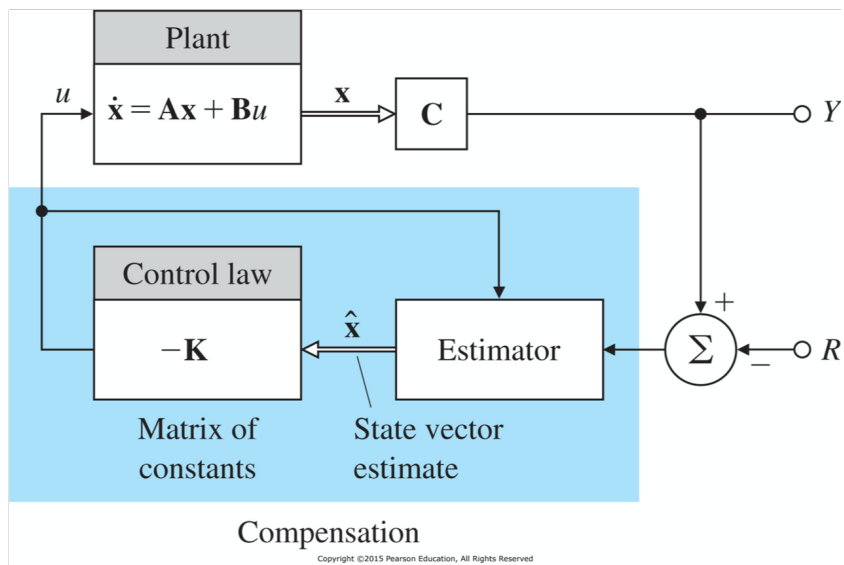 Plant
u
ẋ = Ax + Bu
x
C
Y
Control law
−K
x̂
Estimator
+
Σ
−
R
Matrix of
constants
State vector
estimate
Compensation
Copyright ©2015 Pearson Education, All Rights Reserved